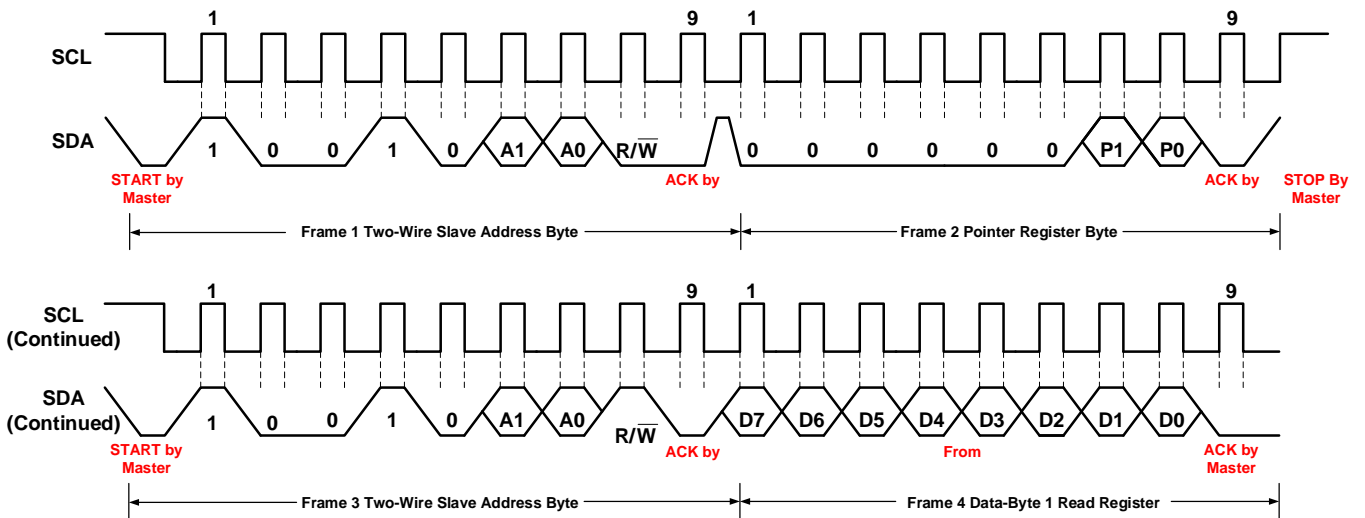 1 9 1 9
SCL
SDA
1 0 0 1 0 A1 A0 R/W̅ 0 0 0 0 0 0 P1 P0
START by
Master
ACK by
ACK by
STOP By
Master
Frame 1 Two-Wire Slave Address Byte
Frame 2 Pointer Register Byte
1 9 1 9
SCL
(Continued)
SDA
(Continued)
1 0 0 1 0 A1 A0 R/W̅ D7 D6 D5 D4 D3 D2 D1 D0
START by
Master
ACK by
From
ACK by
Master
Frame 3 Two-Wire Slave Address Byte
Frame 4 Data-Byte 1 Read Register